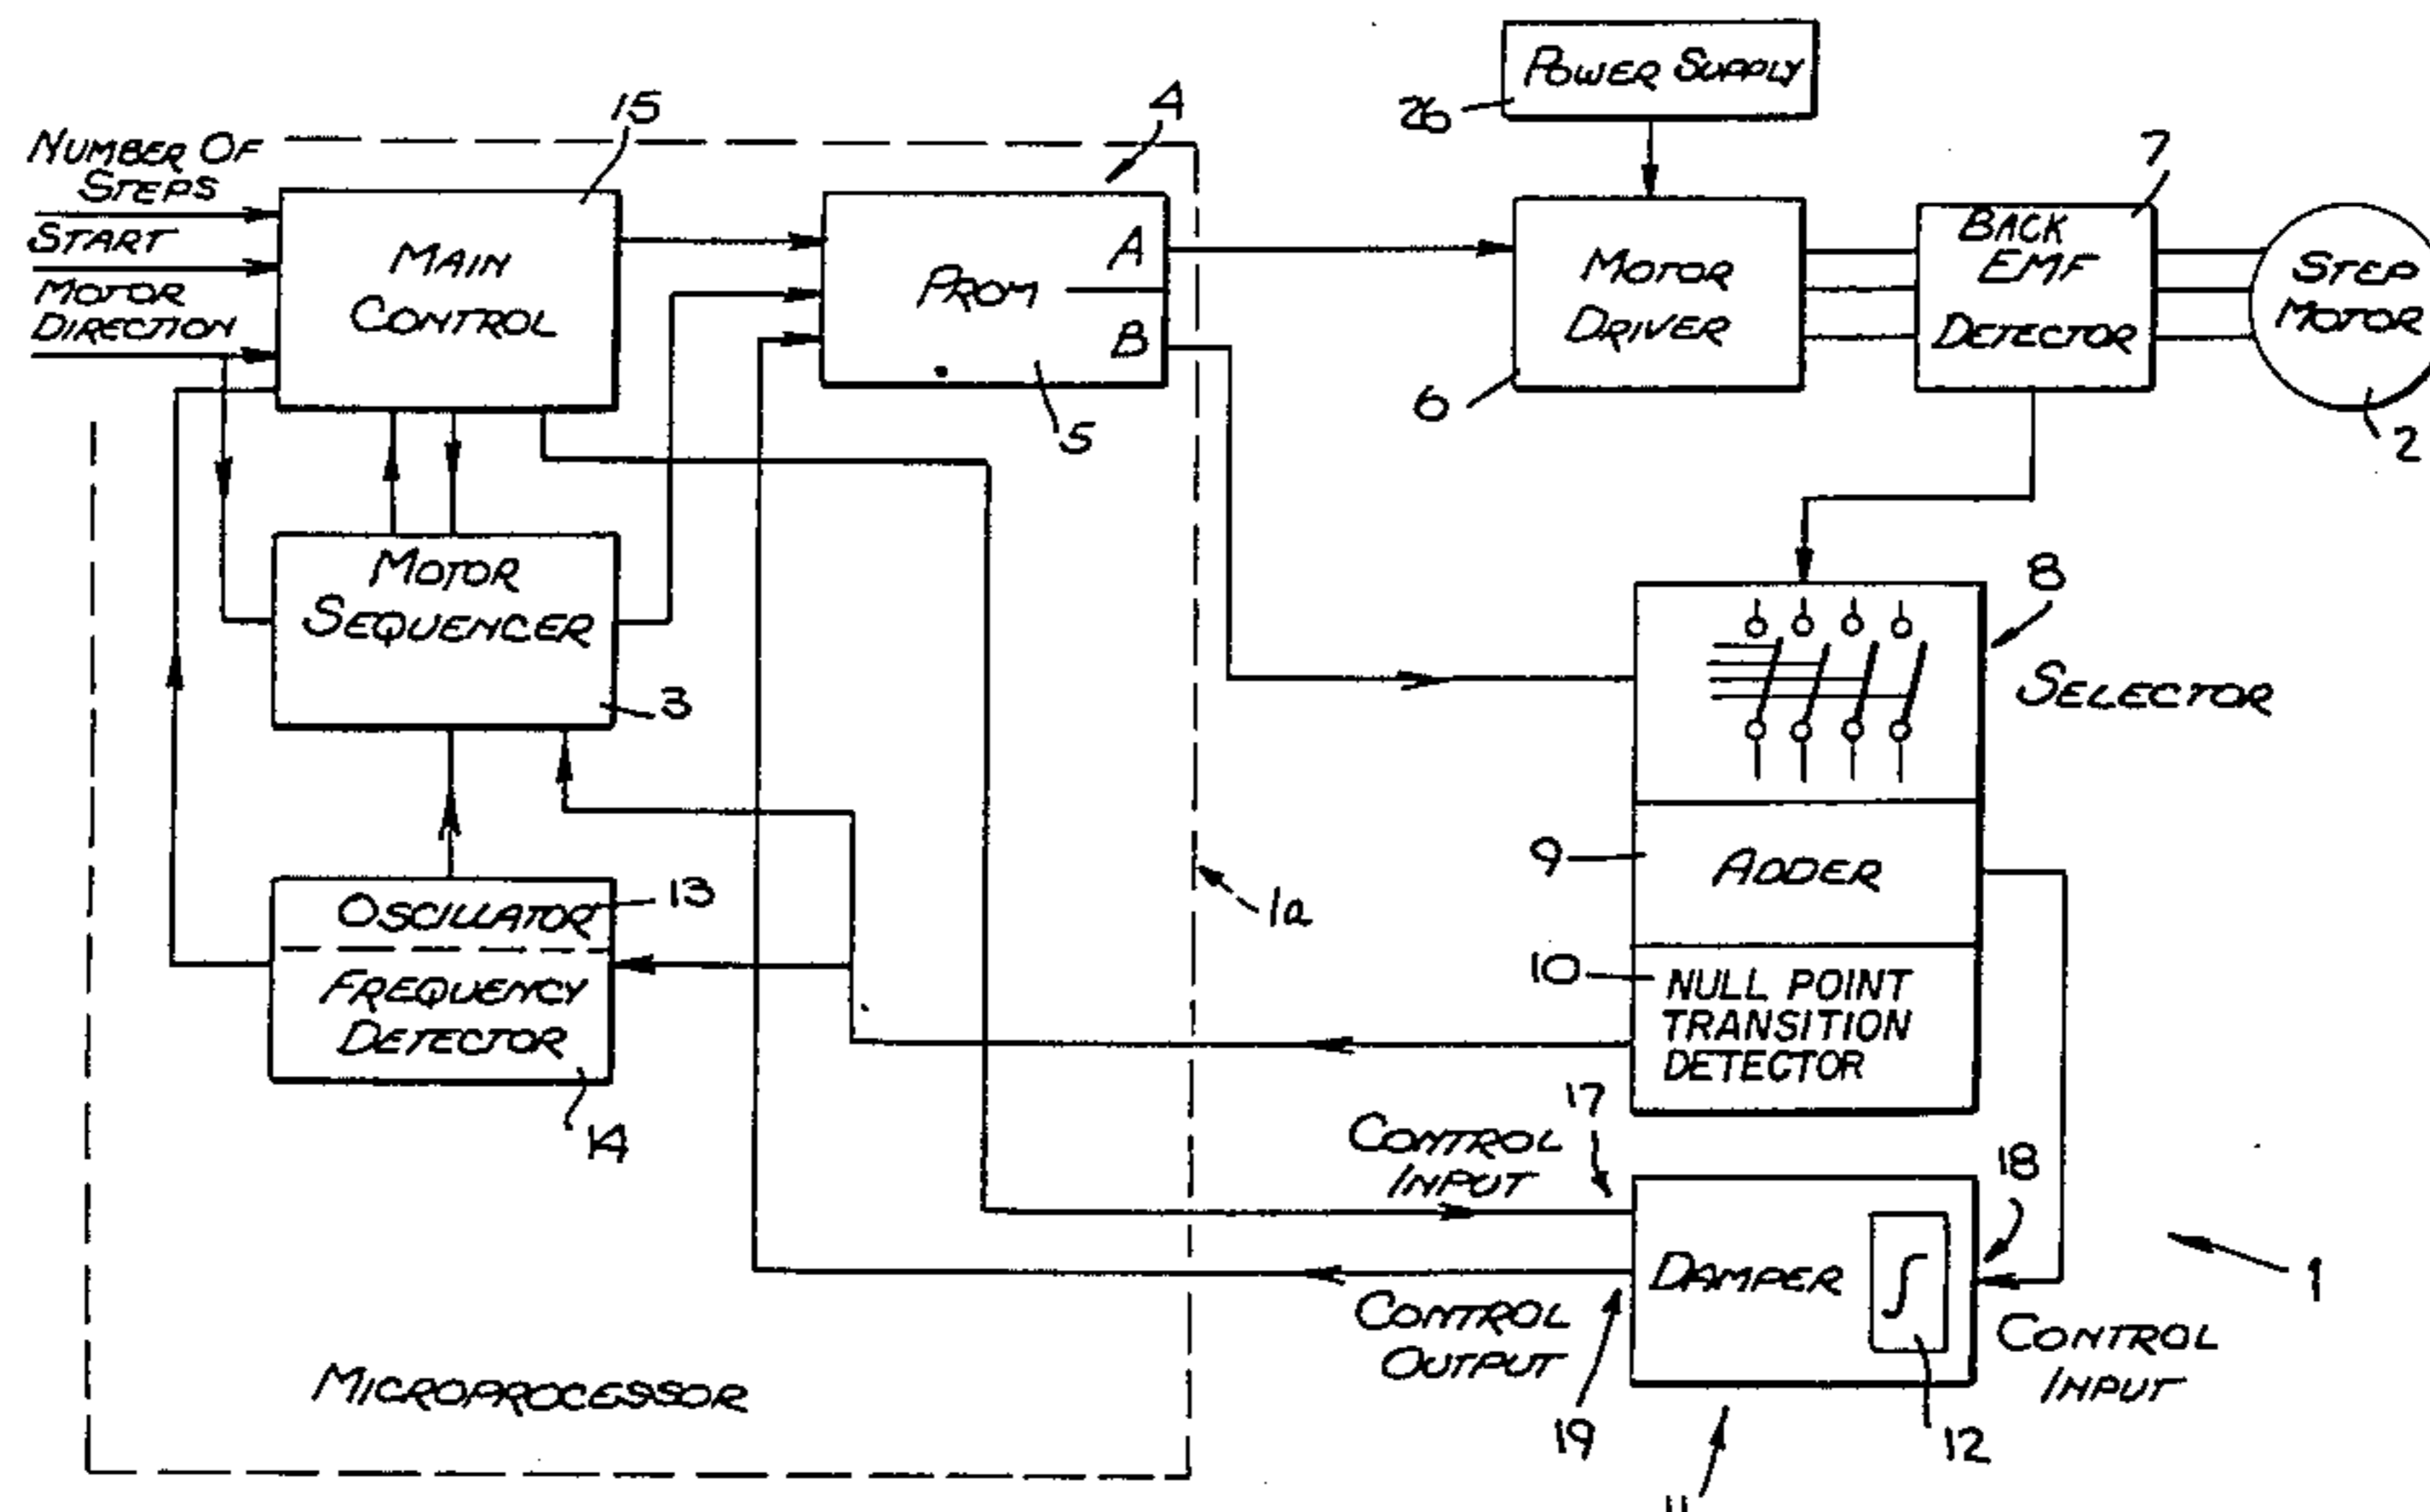 POWER SUPPLY
26
15
4
7
NUMBER OF
STEPS
START
MOTOR
DIRECTION
MAIN
CONTROL
PROM
A
B
5
MOTOR
DRIVER
6
BACK
EMF
DETECTOR
STEP
MOTOR
2
MOTOR
SEQUENCER
3
8
SELECTOR
OSCILLATOR
13
FREQUENCY
DETECTOR
14
1a
9
ADDER
10
NULL POINT
TRANSITION
DETECTOR
17
CONTROL
INPUT
18
DAMPER
∫
12
CONTROL
INPUT
1
CONTROL
OUTPUT
19
11
MICROPROCESSOR